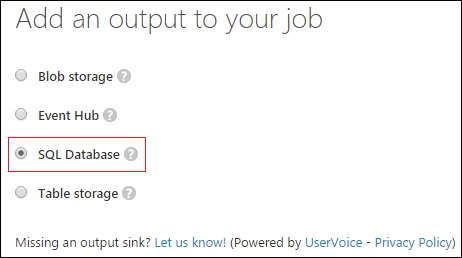 Add an output to your job
Blob storage ?
Event Hub ?
SQL Database ?
Table storage ?
Missing an output sink? Let us know! (Powered by UserVoice - Privacy Policy)